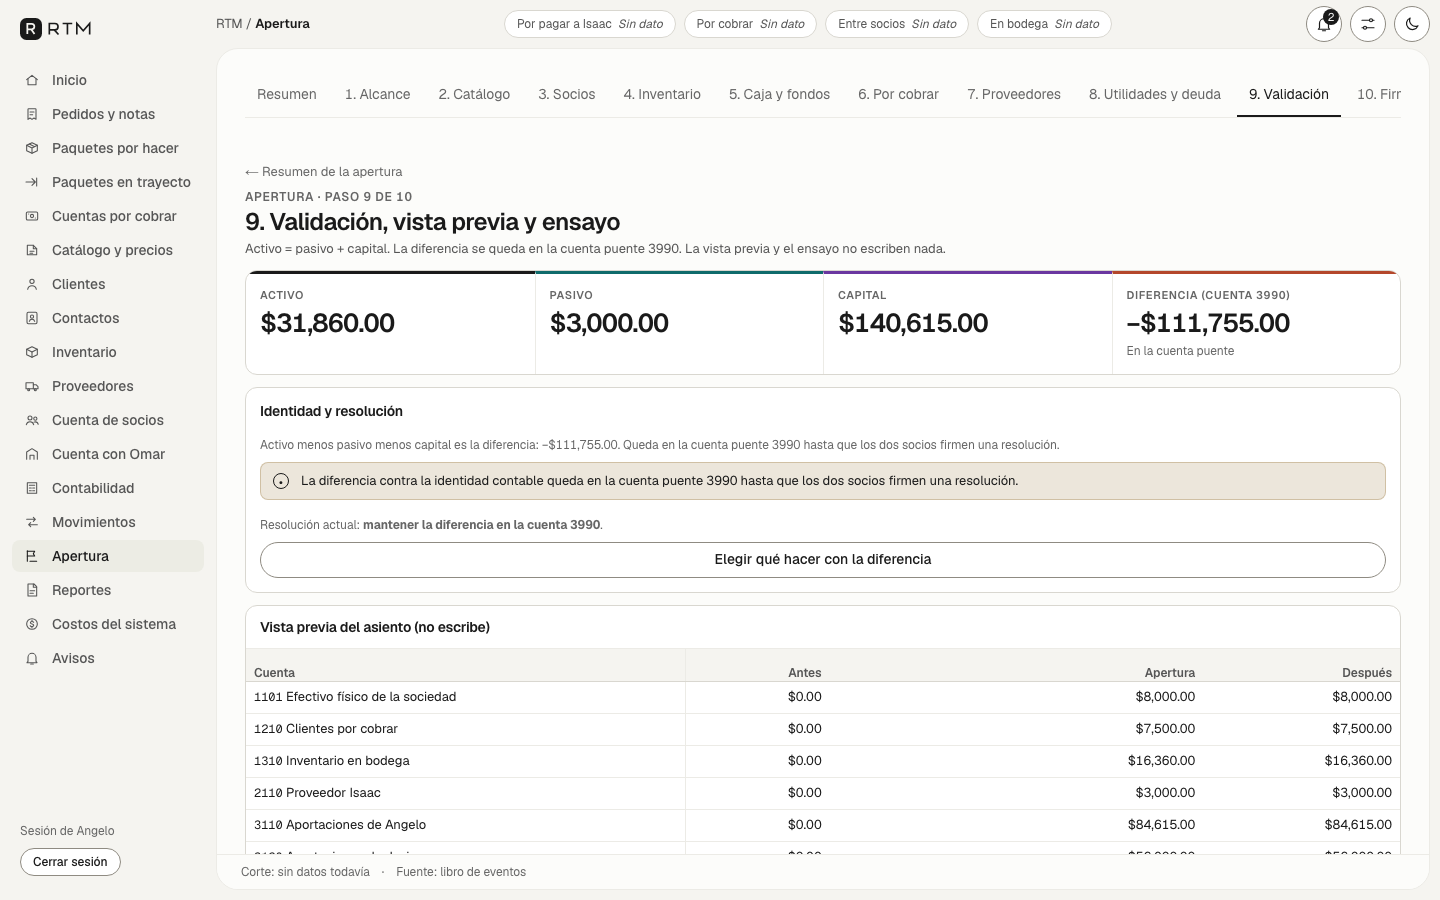 R RTM
RTM / Apertura
Por pagar a Isaac Sin dato
Por cobrar Sin dato
Entre socios Sin dato
En bodega Sin dato
2
Inicio
Pedidos y notas
Paquetes por hacer
Paquetes en trayecto
Cuentas por cobrar
Catálogo y precios
Clientes
Contactos
Inventario
Proveedores
Cuenta de socios
Cuenta con Omar
Contabilidad
Movimientos
Apertura
Reportes
Costos del sistema
Avisos
Sesión de Angelo
Cerrar sesión
Resumen 1. Alcance 2. Catálogo 3. Socios 4. Inventario 5. Caja y fondos 6. Por cobrar 7. Proveedores 8. Utilidades y deuda 9. Validación 10. Firr
← Resumen de la apertura
APERTURA · PASO 9 DE 10
9. Validación, vista previa y ensayo
Activo = pasivo + capital. La diferencia se queda en la cuenta puente 3990. La vista previa y el ensayo no escriben nada.
ACTIVO
$31,860.00
PASIVO
$3,000.00
CAPITAL
$140,615.00
DIFERENCIA (CUENTA 3990)
−$111,755.00
En la cuenta puente
Identidad y resolución
Activo menos pasivo menos capital es la diferencia: −$111,755.00. Queda en la cuenta puente 3990 hasta que los dos socios firmen una resolución.
La diferencia contra la identidad contable queda en la cuenta puente 3990 hasta que los dos socios firmen una resolución.
Resolución actual: mantener la diferencia en la cuenta 3990.
Elegir qué hacer con la diferencia
Vista previa del asiento (no escribe)
Cuenta Antes Apertura Después
1101 Efectivo físico de la sociedad $0.00 $8,000.00 $8,000.00
1210 Clientes por cobrar $0.00 $7,500.00 $7,500.00
1310 Inventario en bodega $0.00 $16,360.00 $16,360.00
2110 Proveedor Isaac $0.00 $3,000.00 $3,000.00
3110 Aportaciones de Angelo $0.00 $84,615.00 $84,615.00
Corte: sin datos todavía · Fuente: libro de eventos